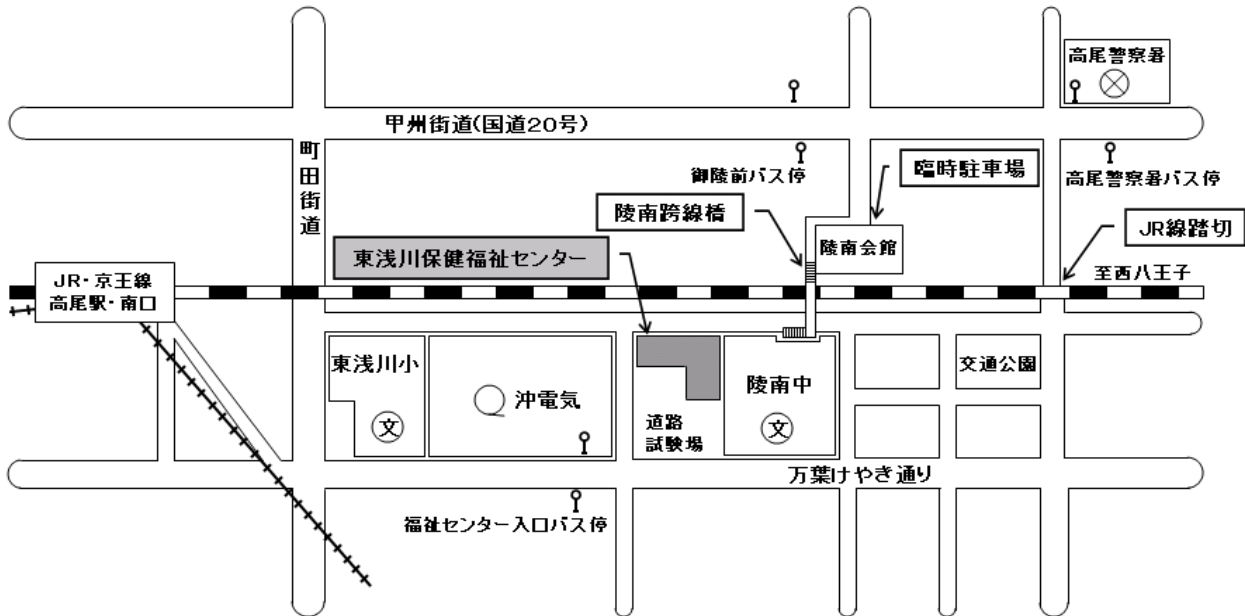 高尾警察署
甲州街道(国道20号)
町田街道
御陵前バス停
臨時駐車場
高尾警察署バス停
陵南跨線橋
JR線踏切
東浅川保健福祉センター
陵南会館
至西八王子
JR・京王線
高尾駅・南口
東浅川小
文
沖電気
道路
試験場
陵南中
文
交通公園
万葉けやき通り
福祉センター入口バス停